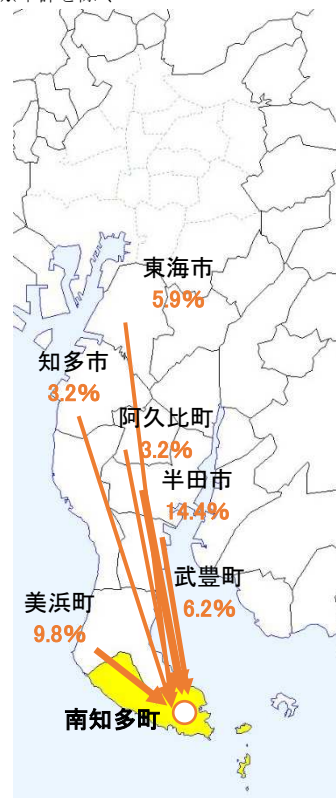 東海市
5.9%
知多市
3.2%
阿久比町
3.2%
半田市
14.4%
武豊町
6.2%
美浜町
9.8%
南知多町